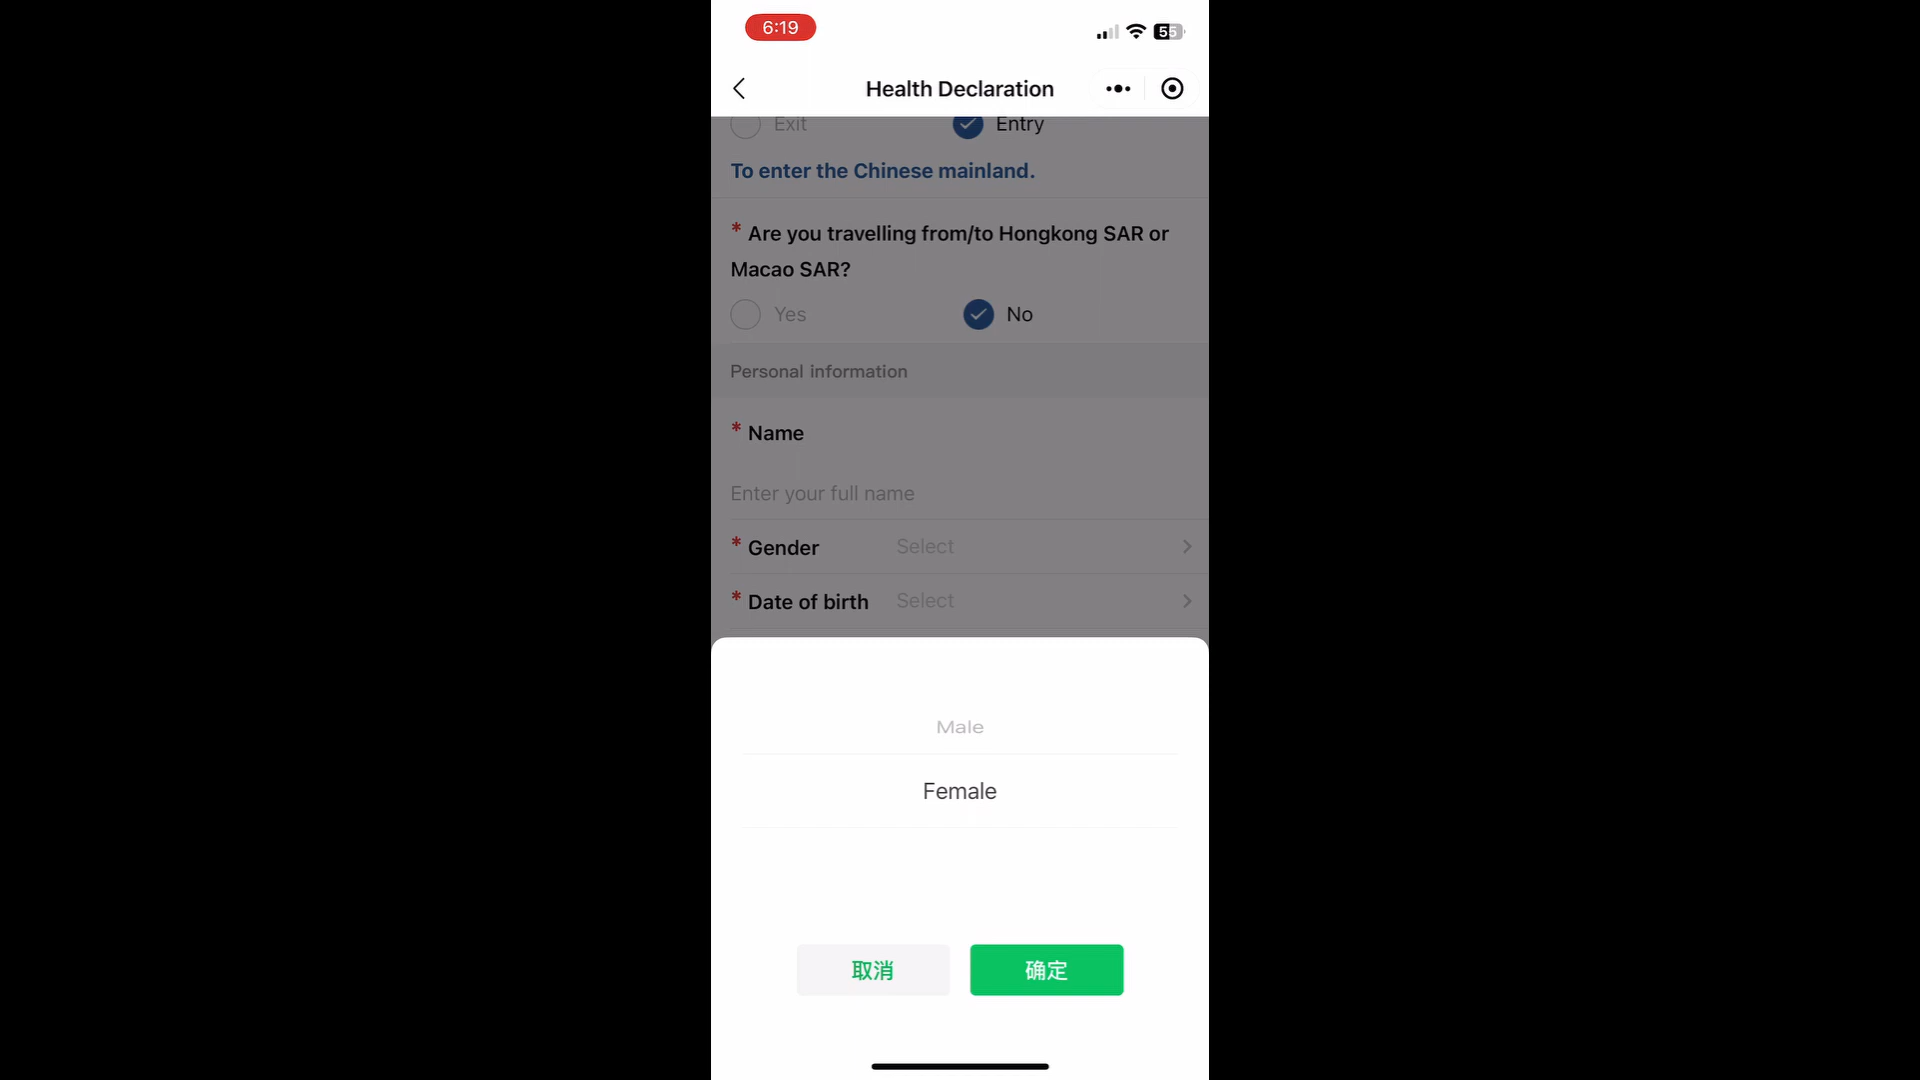 6:19
55
Health Declaration
Exit
Entry
To enter the Chinese mainland.
* Are you travelling from/to Hongkong SAR or
Macao SAR?
Yes
No
Personal information
* Name
Enter your full name
* Gender Select
* Date of birth Select
Male
Female
取消
确定